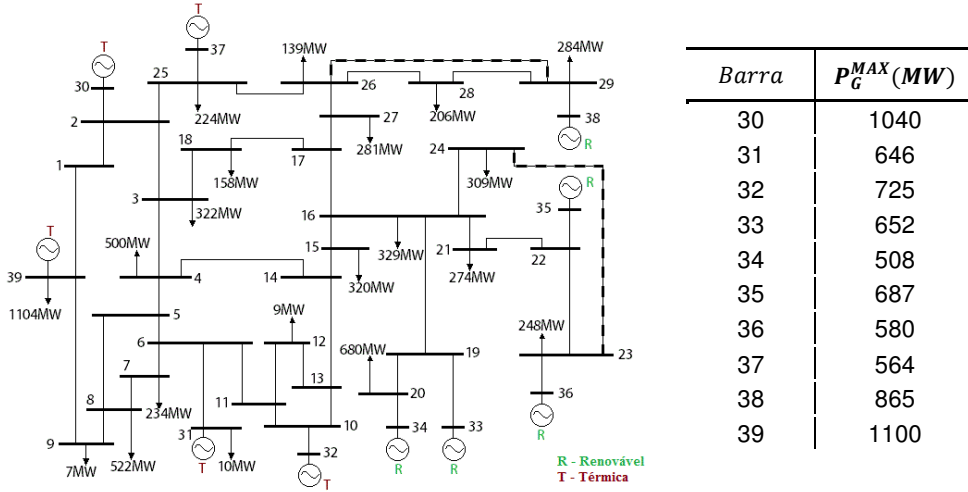 T
37
139MW
284MW
T
25
26
28
29
30
224MW
206MW
38
2
27
R
18
17
281MW
24
1
158MW
309MW
R
3
322MW
35
16
T
500MW
15
329MW
21
22
39
4
14
320MW
274MW
1104MW
5
9MW
248MW
6
12
680MW
19
23
7
13
20
36
8
11
234MW
10
34
33
R
9
31
32
7MW
522MW
T
10MW
T
R
R
R - Renovável
T - Térmica
Barra P_G^MAX (MW)
30 1040
31 646
32 725
33 652
34 508
35 687
36 580
37 564
38 865
39 1100